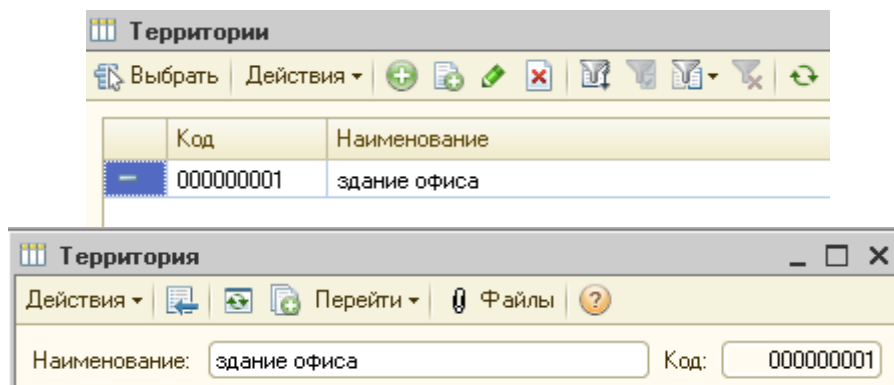 Территории
Выбрать Действия
Код Наименование
000000001 здание офиса
Территория
Действия Перейти Файлы
Наименование: здание офиса Код: 000000001